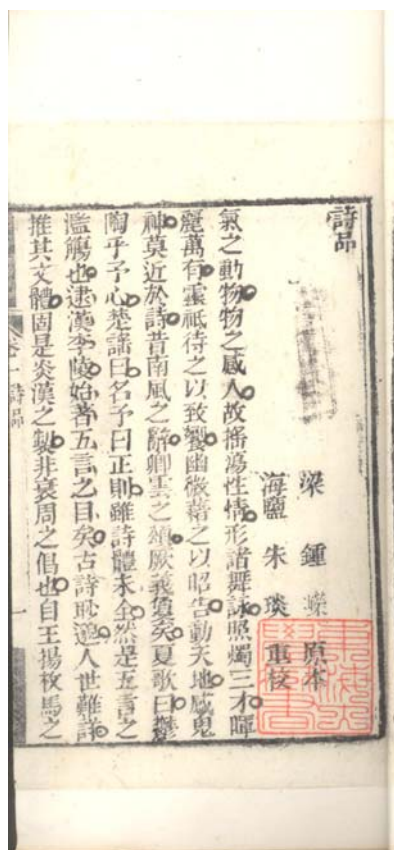 詩品
梁 鍾嶸 原本
海鹽 朱琰 重校
氣之動物物之感人故搖蕩性情形諸舞詠照燭三才暉
麗萬有靈祇待之以致饗幽微藉之以昭告動天地感鬼
神莫近於詩昔南風之辭卿雲之頌厥義敻矣夏歌曰鬱
陶乎予心楚謠曰名予曰正則雖詩體未全然是五言之
濫觴也逮漢李陵始著五言之目矣古詩眇邈人世難詳
推其文體固是炎漢之製非衰周之倡也自王揚枚馬之
卷一 詩品 一